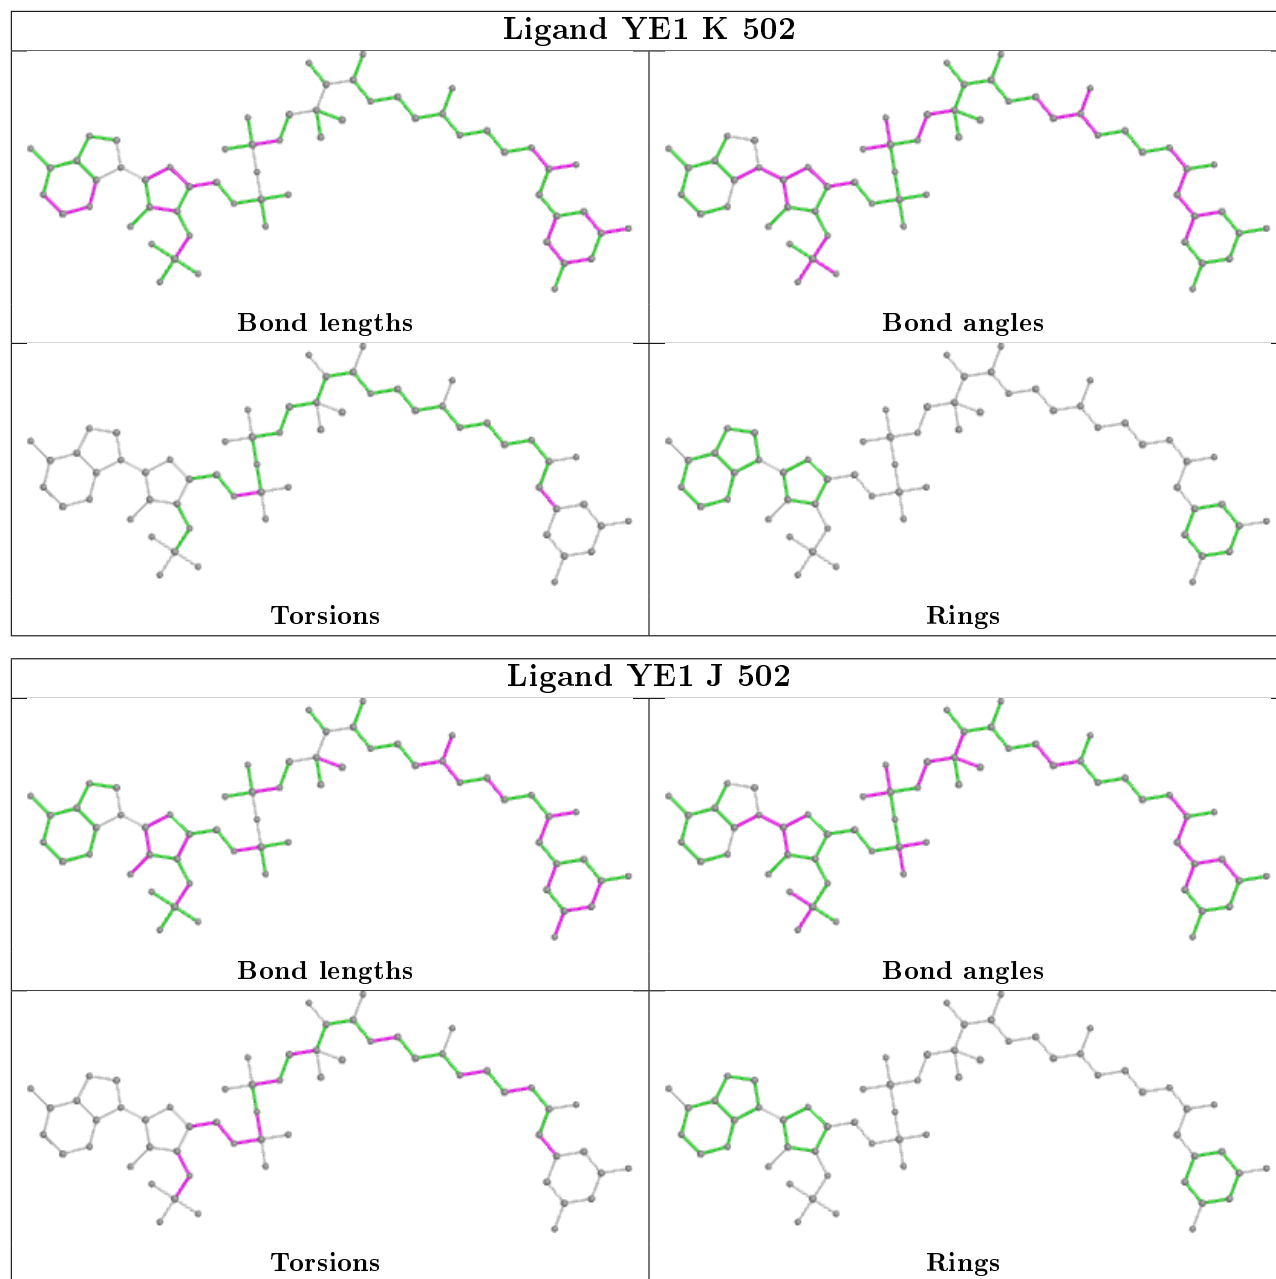 Ligand YE1 K 502
Bond lengths
Bond angles
Torsions
Rings
Ligand YE1 J 502
Bond lengths
Bond angles
Torsions
Rings